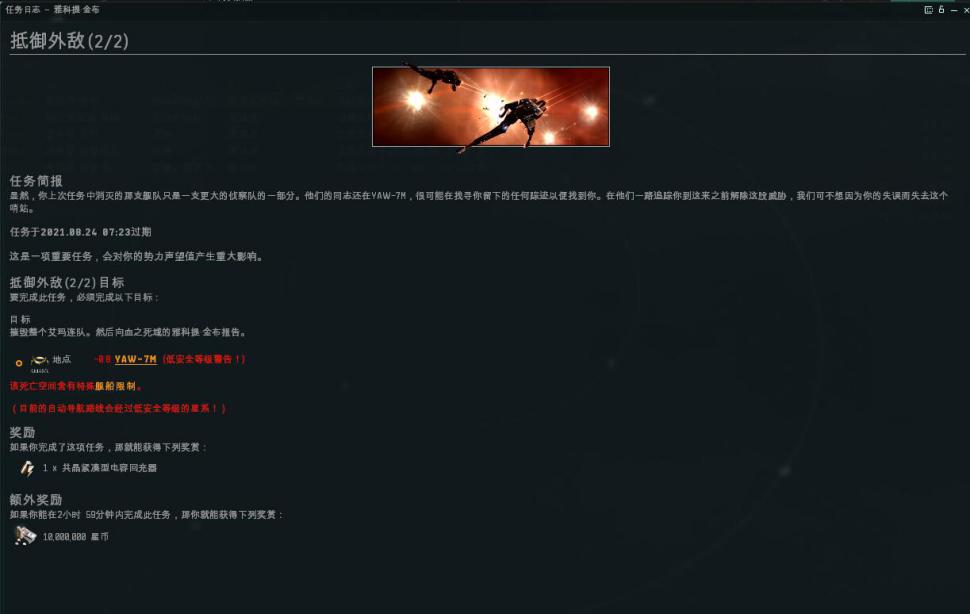 任务日志 - 雅科提·金布
抵御外敌(2/2)
任务简报
显然，你上次任务中消灭的那支舰队只是一支更大的侦察队的一部分。他们的同志还在YAW-7M，很可能在找寻你留下的任何踪迹以便找到你。在他们一路追踪你到这来之前解除这股威胁，我们可不想因为你的失误而失去这个
哨站。
任务于2021.08.24 07:23过期
这是一项重要任务，会对你的势力声望值产生重大影响。
抵御外敌(2/2)目标
要完成此任务，必须完成以下目标：
目标
摧毁整个艾玛连队。然后向血之死域的雅科提·金布报告。
地点 -0.8 YAW-7M (低安全等级警告！)
该死亡空间含有特殊舰船限制。
(目前的自动导航路线会经过低安全等级的星系！)
奖励
如果你完成了这项任务，那就能获得下列奖赏：
1 x 共晶紧凑型电容回充器
额外奖励
如果你能在2小时 59分钟内完成此任务，那你就能获得下列奖赏：
10,000,000 星币